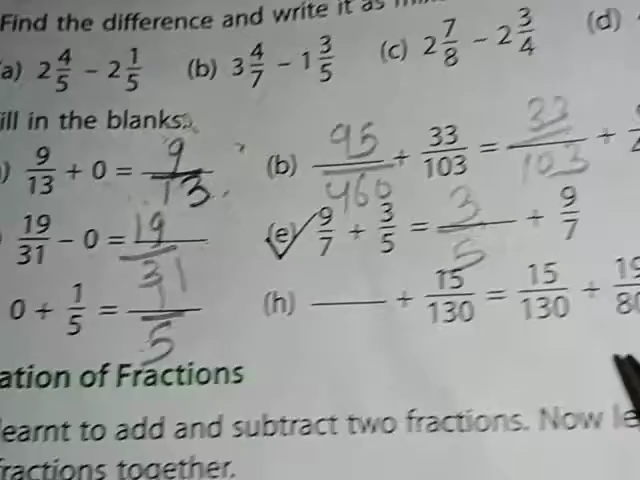 Find the difference and write it as
a) 2 4/5 − 2 1/5 (b) 3 4/7 − 1 3/5 (c) 2 7/8 − 2 3/4 (d)
ill in the blanks.
) 9/13 + 0 = 9/13. (b) 95/460 + 33/103 = 33/103 +
19/31 − 0 = 19/31 (e) 9/7 + 3/5 = 3/5 + 9/7
0 + 1/5 = 1/5 (h) ____ + 15/130 = 15/130 + 19/80
ation of Fractions
learnt to add and subtract two fractions. Now le
fractions together.